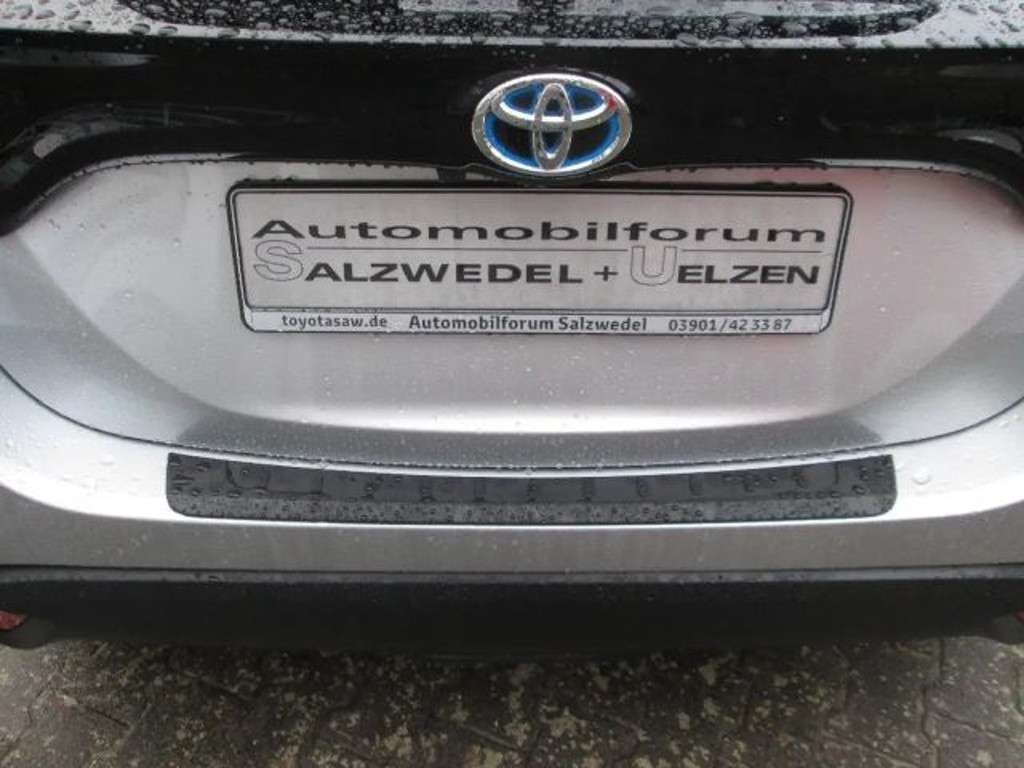 Automobilforum
SALZWEDEL + UELZEN
toyotasaw.de Automobilforum Salzwedel 03901/42 33 87